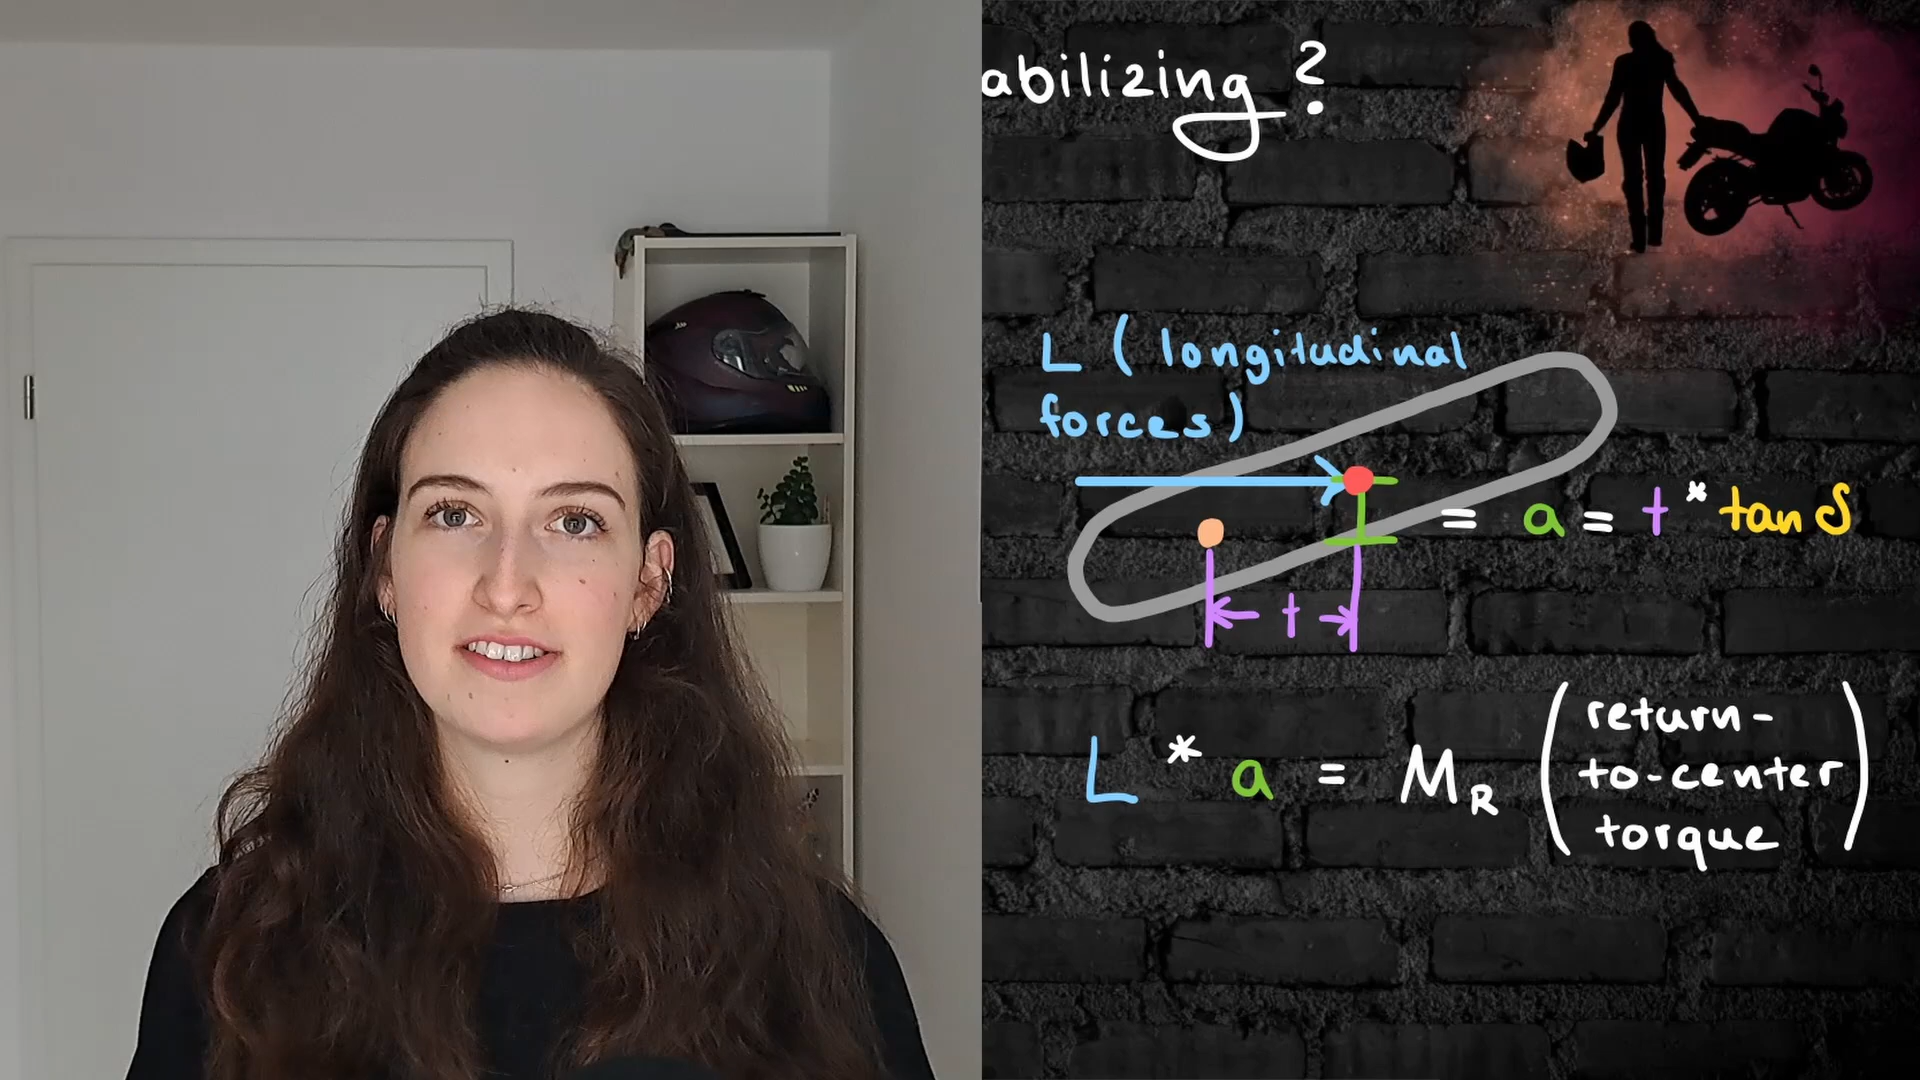 abilizing ?
L (longitudinal
forces)
= a = t * tan δ
t
L * a = M_R (return-
to-center
torque)